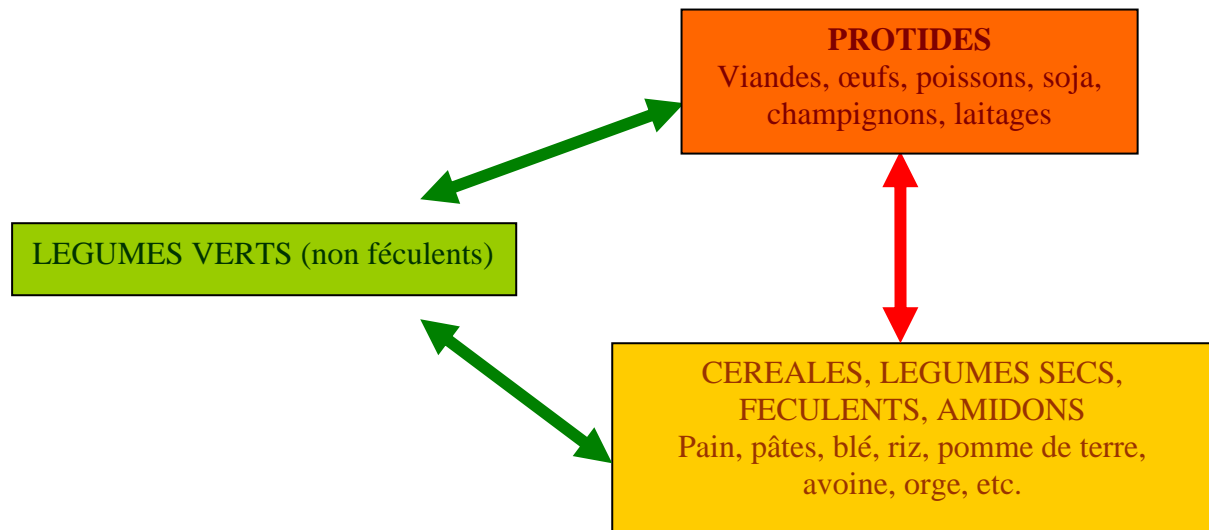 PROTIDES
Viandes, œufs, poissons, soja,
champignons, laitages
LEGUMES VERTS (non féculents)
CEREALES, LEGUMES SECS,
FECULENTS, AMIDONS
Pain, pâtes, blé, riz, pomme de terre,
avoine, orge, etc.